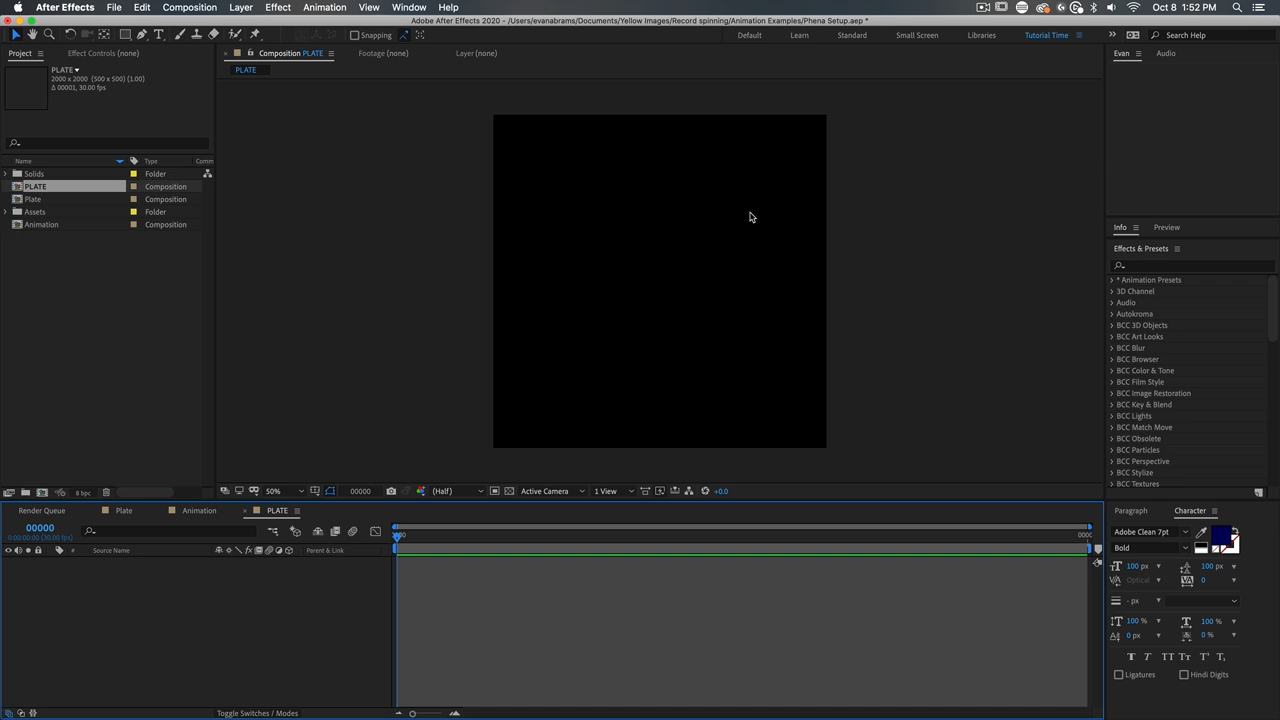 After Effects File Edit Composition Layer Effect Animation View Window Help Oct 8 1:52 PM
Adobe After Effects 2020 - /Users/evanabrams/Documents/Yellow Images/Record spinning/Animation Examples/Phena Setup.aep *
Snapping Default Learn Standard Small Screen Libraries Tutorial Time Search Help
Project Effect Controls (none) Composition PLATE Footage (none) Layer (none) Evan Audio
PLATE
2000 x 2000 (500 x 500) (1.00)
Δ 00001, 30.00 fps
PLATE
Name Type Comm
Solids Folder
PLATE Composition
Plate Composition
Assets Folder
Animation Composition
Info Preview
Effects & Presets
* Animation Presets
3D Channel
Audio
Autokroma
BCC 3D Objects
BCC Art Looks
BCC Blur
BCC Browser
BCC Color & Tone
BCC Film Style
BCC Image Restoration
BCC Key & Blend
BCC Lights
BCC Match Move
BCC Obsolete
BCC Particles
BCC Perspective
BCC Stylize
BCC Textures
8 bpc 50% 00000 (Half) Active Camera 1 View +0.0
Render Queue Plate Animation PLATE
00000
0:00:00:00 (30.00 fps)
# Source Name Parent & Link
Paragraph Character
Adobe Clean 7pt
Bold
100 px 100 px
Optical 0
- px
100 % 100 %
0 px 0 %
T T TT Tt T¹ T₁
Ligatures Hindi Digits
Toggle Switches / Modes